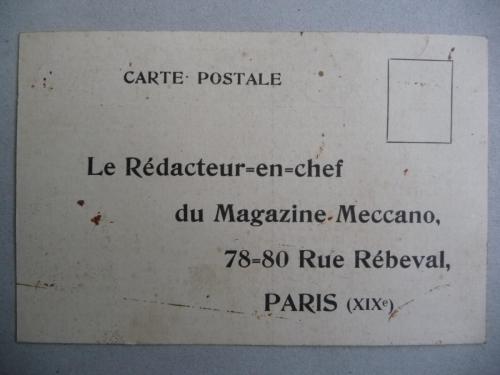 CARTE POSTALE
Le Rédacteur=en=chef
du Magazine Meccano,
78=80 Rue Rébeval,
PARIS (XIXᵉ)